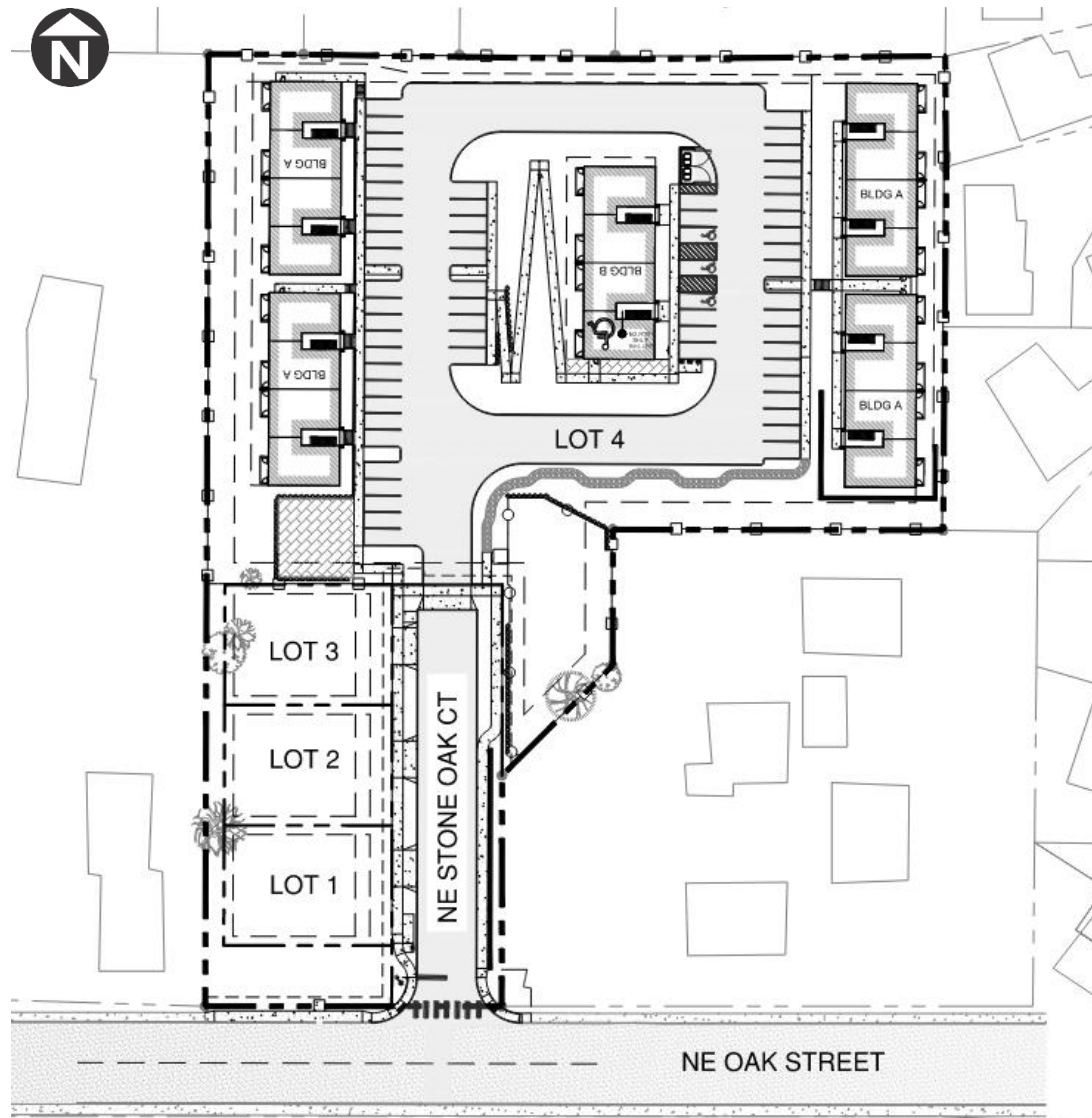 N
BLDG A
BLDG A
BLDG B
BLDG A
BLDG A
LOT 4
LOT 3
LOT 2
LOT 1
NE STONE OAK CT
NE OAK STREET